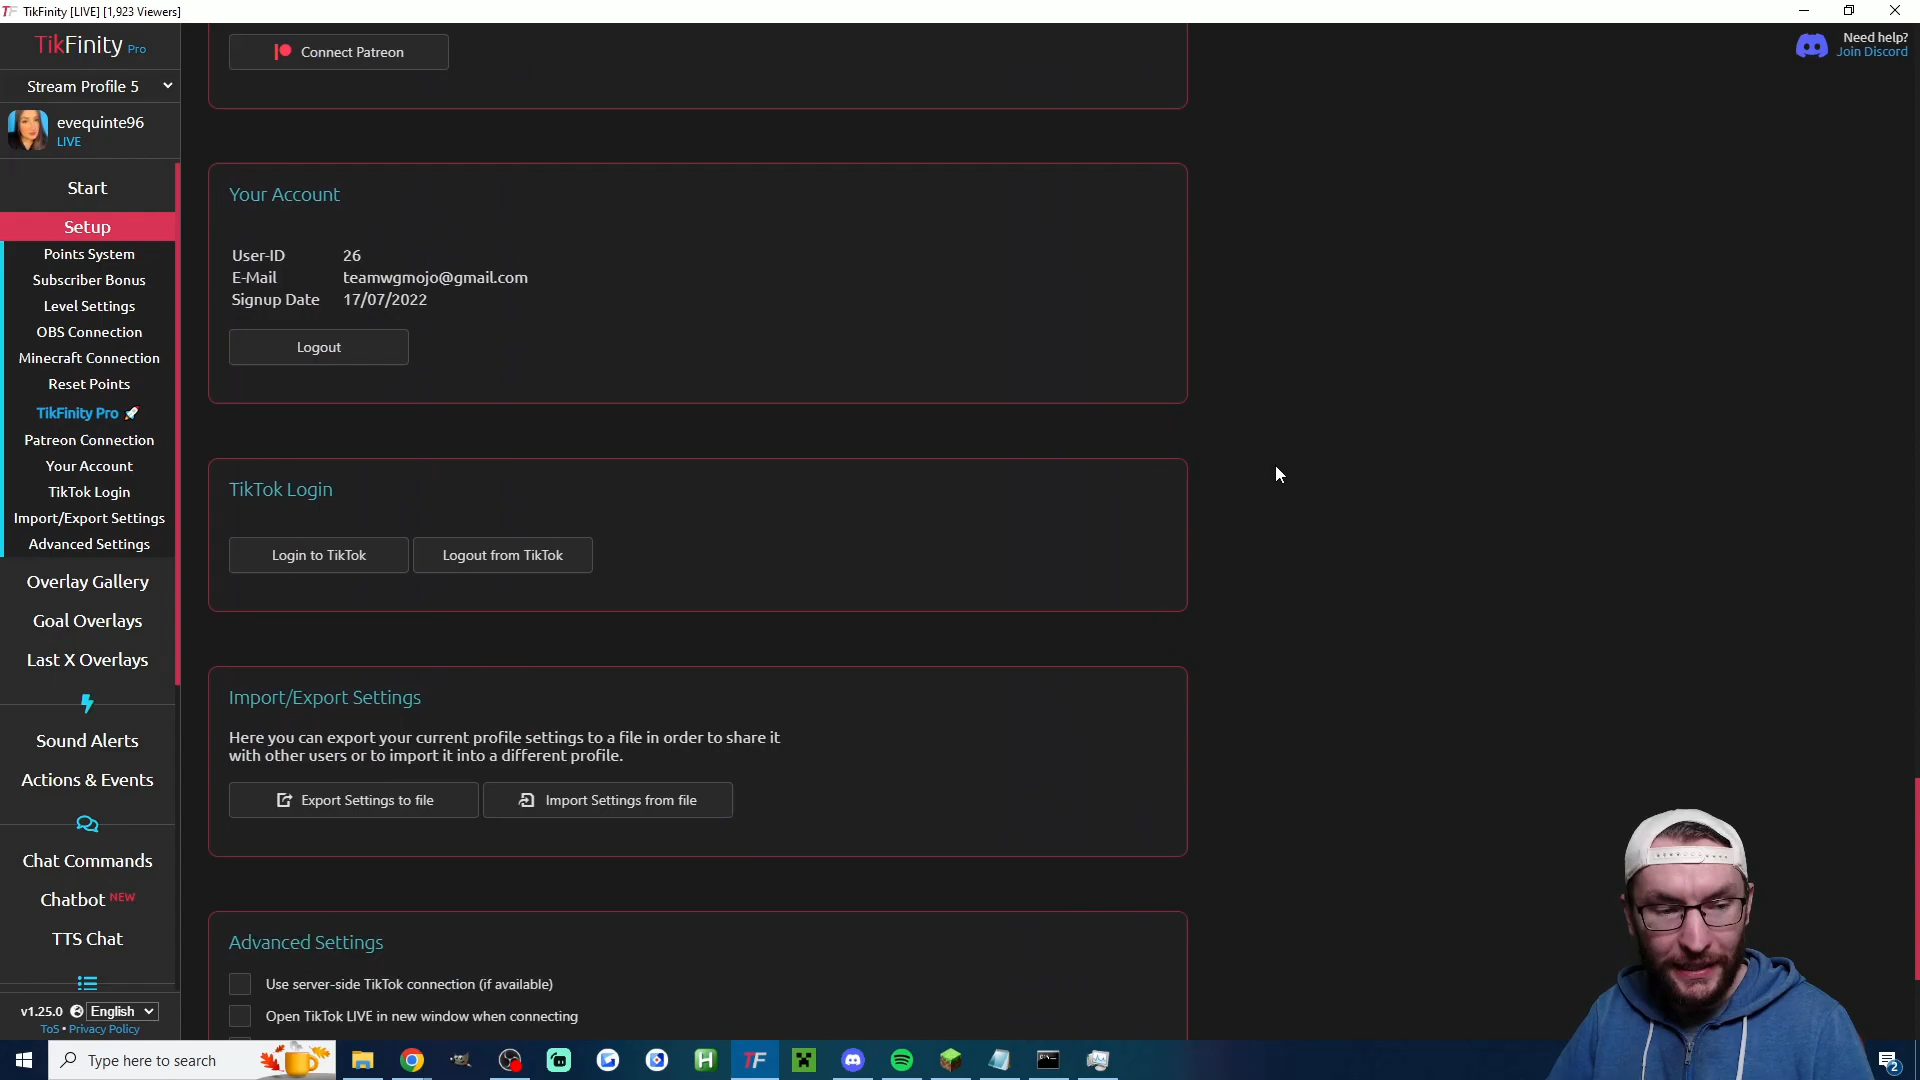 TikFinity [LIVE] [1,923 Viewers]
TikFinity Pro
Stream Profile 5
evequinte96
LIVE
Start
Setup
Points System
Subscriber Bonus
Level Settings
OBS Connection
Minecraft Connection
Reset Points
TikFinity Pro
Patreon Connection
Your Account
TikTok Login
Import/Export Settings
Advanced Settings
Overlay Gallery
Goal Overlays
Last X Overlays
Sound Alerts
Actions & Events
Chat Commands
Chatbot NEW
TTS Chat
v1.25.0 English
ToS • Privacy Policy
Need help?
Join Discord
Connect Patreon
Your Account
User-ID 26
E-Mail teamwgmojo@gmail.com
Signup Date 17/07/2022
Logout
TikTok Login
Login to TikTok Logout from TikTok
Import/Export Settings
Here you can export your current profile settings to a file in order to share it
with other users or to import it into a different profile.
Export Settings to file Import Settings from file
Advanced Settings
Use server-side TikTok connection (if available)
Open TikTok LIVE in new window when connecting
Type here to search
H
TF
2